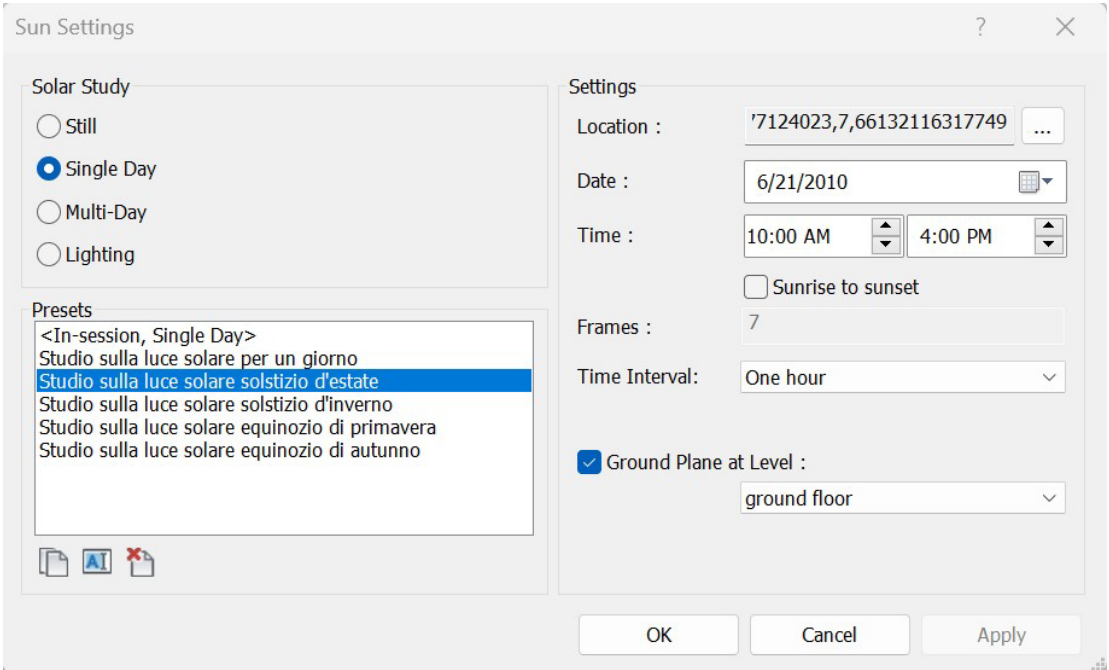 Sun Settings
Solar Study
Still
Single Day
Multi-Day
Lighting
Presets
<In-session, Single Day>
Studio sulla luce solare per un giorno
Studio sulla luce solare solstizio d'estate
Studio sulla luce solare solstizio d'inverno
Studio sulla luce solare equinozio di primavera
Studio sulla luce solare equinozio di autunno
AI
Settings
Location : '7124023,7,66132116317749 ...
Date : 6/21/2010
Time : 10:00 AM 4:00 PM
Sunrise to sunset
Frames : 7
Time Interval: One hour
Ground Plane at Level :
ground floor
OK Cancel Apply